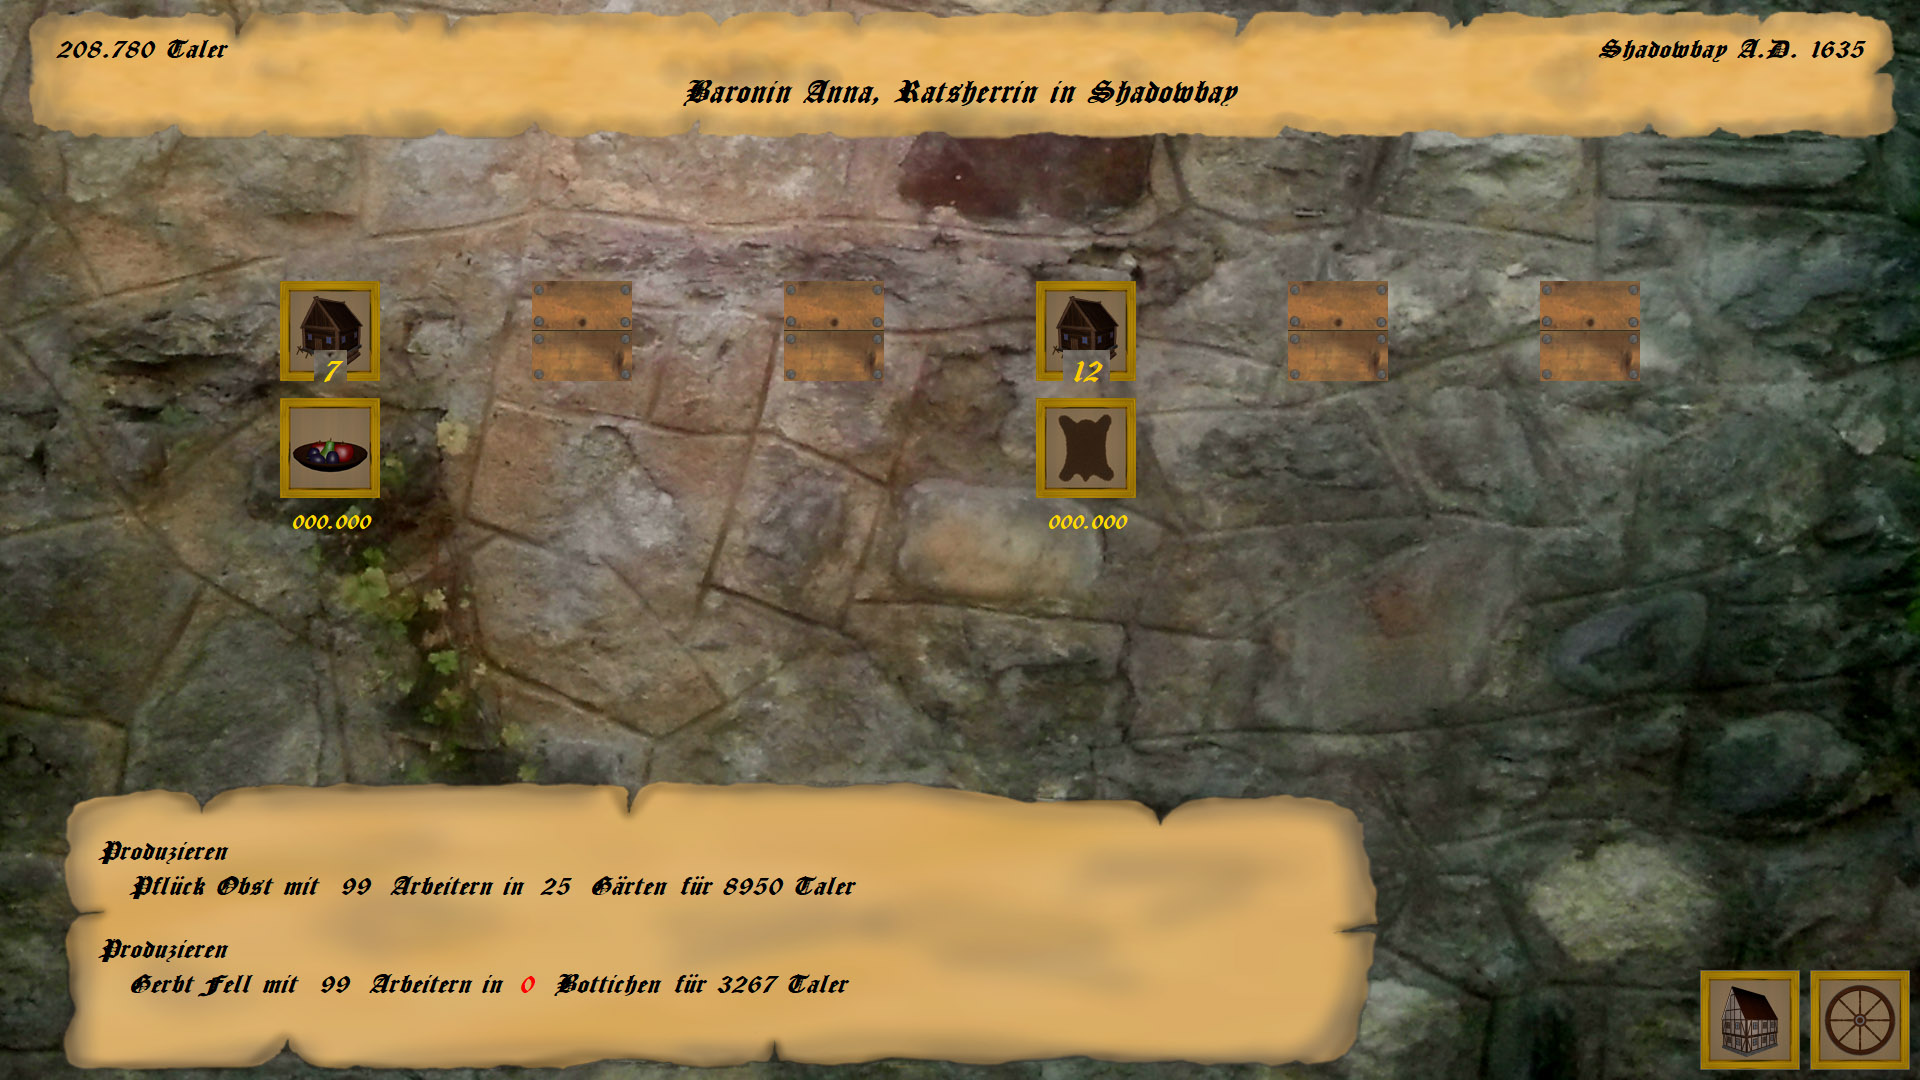 208.780 Taler
Shadowbay A.D. 1635
Baronin Anna, Ratsherrin in Shadowbay
7
12
000.000
000.000
Produzieren
Pflück Obst mit 99 Arbeitern in 25 Gärten für 8950 Taler
Produzieren
Gerbt Fell mit 99 Arbeitern in 0 Bottichen für 3267 Taler